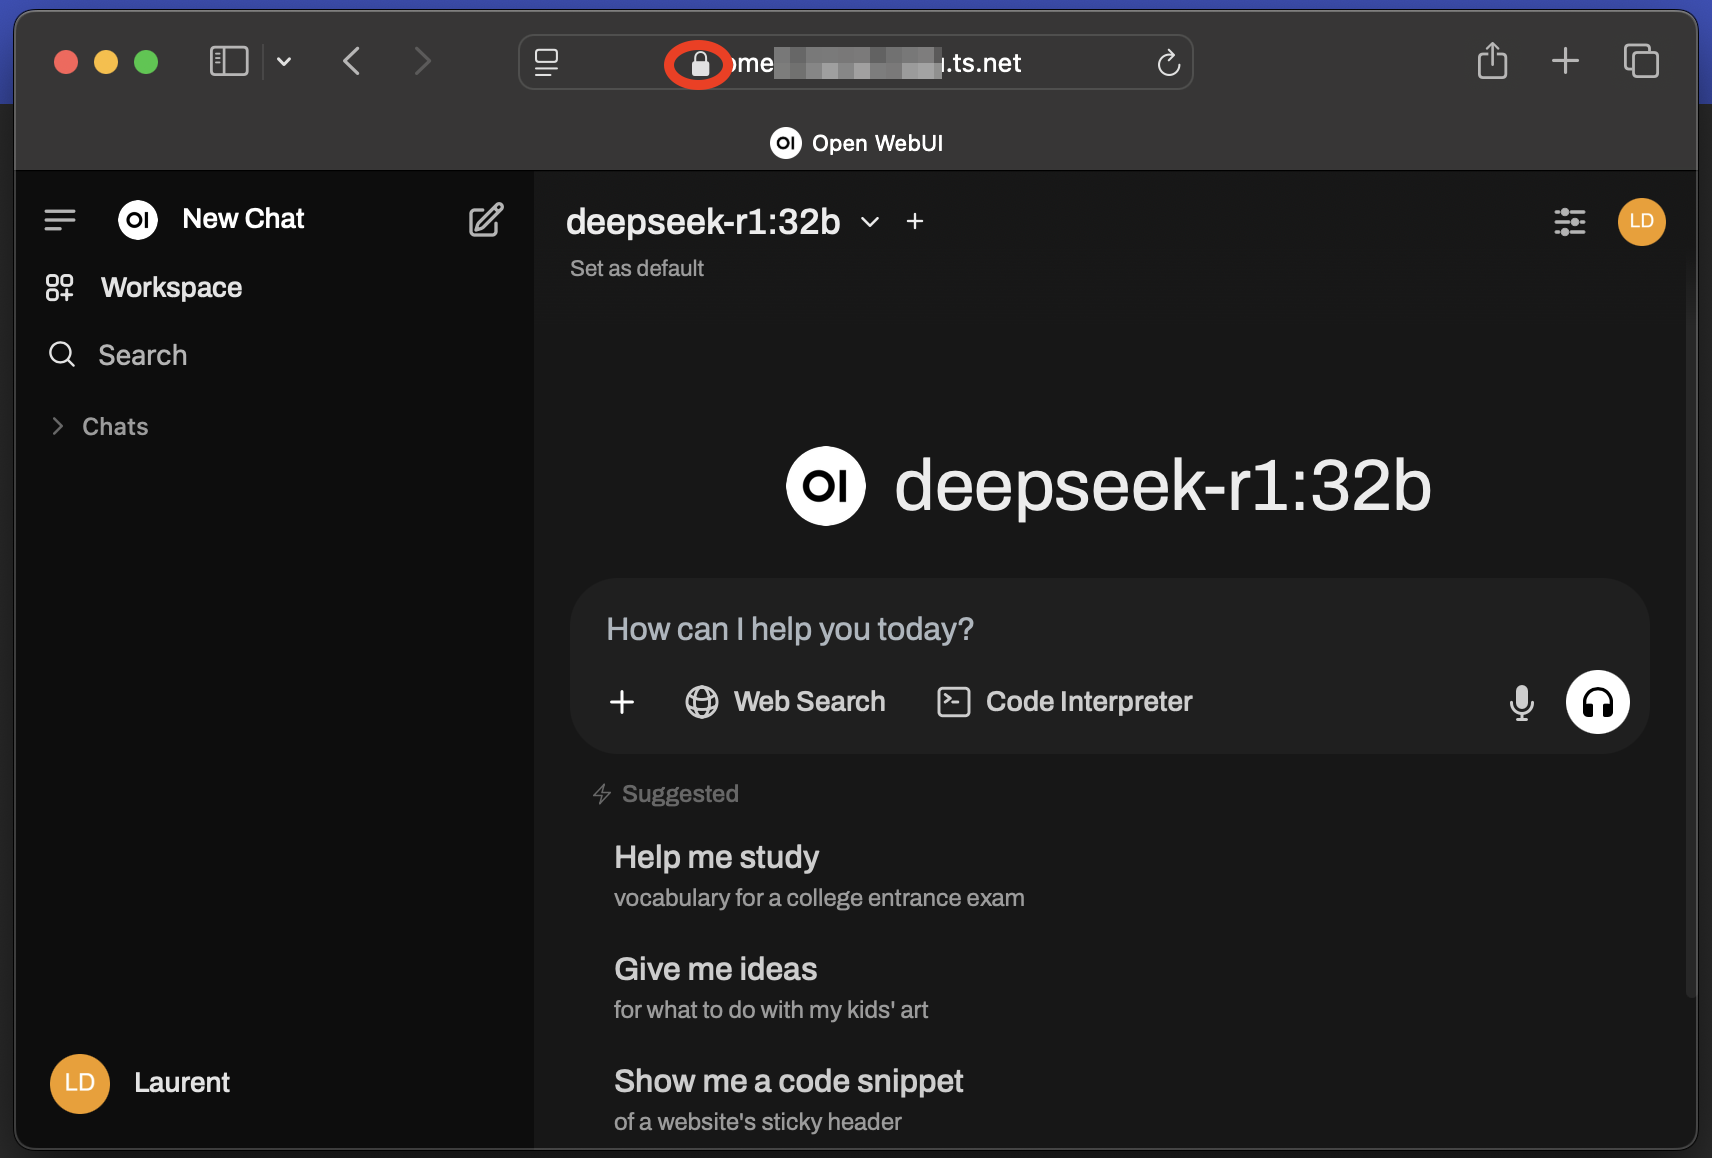 ome
.ts.net
OI Open WebUI
OI New Chat
Workspace
Search
Chats
deepseek-r1:32b
Set as default
LD
OI deepseek-r1:32b
How can I help you today?
Web Search
Code Interpreter
Suggested
Help me study
vocabulary for a college entrance exam
Give me ideas
for what to do with my kids' art
Show me a code snippet
of a website's sticky header
LD Laurent